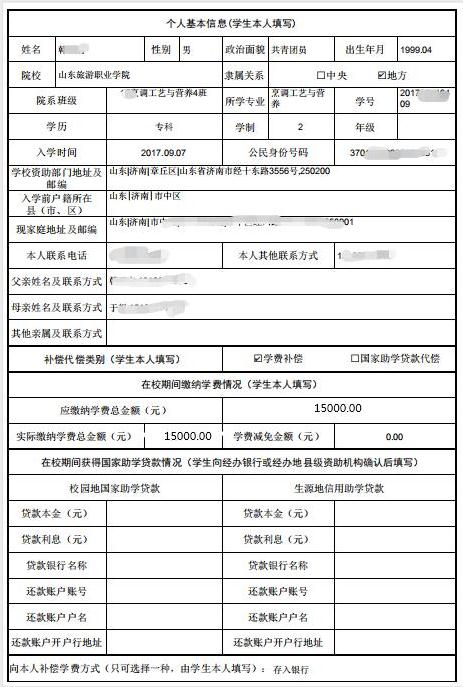 个人基本信息(学生本人填写)
姓名 性别 男 政治面貌 共青团员 出生年月 1999.04
院校 山东旅游职业学院 隶属关系 □中央 ☑地方
院系班级 烹调工艺与营养4班 所学专业 烹调工艺与营养 学号 2017 09
学历 专科 学制 2 年级
入学时间 2017.09.07 公民身份号码 370
学校资助部门地址及邮编 山东|济南|章丘区|山东省济南市经十东路3556号,250200
入学前户籍所在县（市、区） 山东|济南|市中区
现家庭地址及邮编 山东|济南|市
本人联系电话 本人其他联系方式
父亲姓名及联系方式
母亲姓名及联系方式 于
其他亲属及联系方式
补偿代偿类别（学生本人填写） ☑学费补偿 □国家助学贷款代偿
在校期间缴纳学费情况（学生本人填写）
应缴纳学费总金额（元） 15000.00
实际缴纳学费总金额（元） 15000.00 学费减免金额（元） 0.00
在校期间获得国家助学贷款情况（学生向经办银行或经办地县级资助机构确认后填写）
校园地国家助学贷款 生源地信用助学贷款
贷款本金（元） 贷款本金（元）
贷款利息（元） 贷款利息（元）
贷款银行名称 贷款银行名称
还款账户账号 还款账户账号
还款账户户名 还款账户户名
还款账户开户行地址 还款账户开户行地址
向本人补偿学费方式（只可选择一种，由学生本人填写）： 存入银行